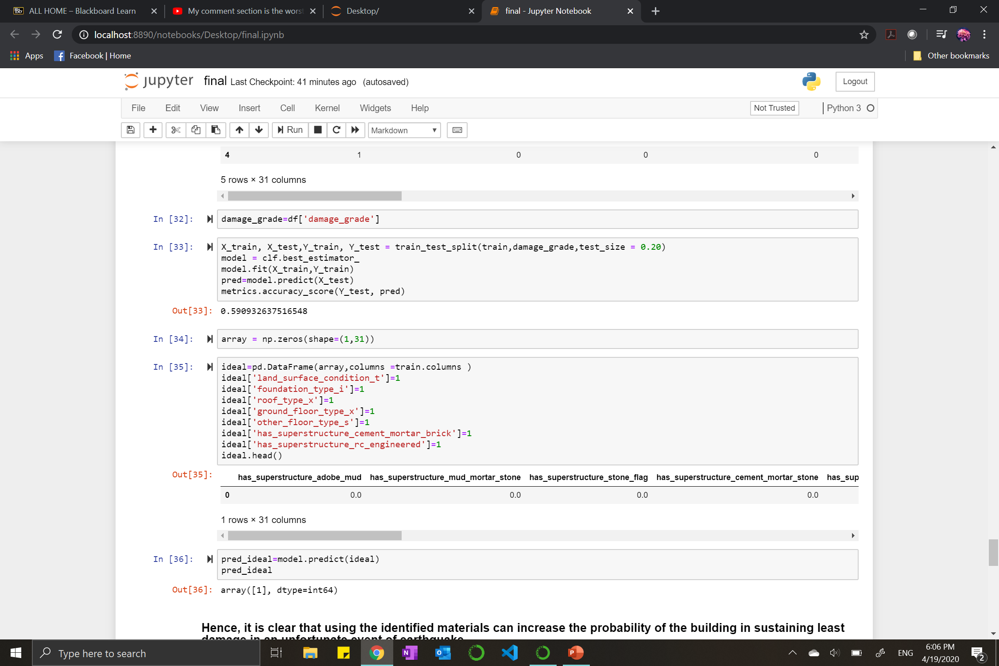 ALL HOME – Blackboard Learn
My comment section is the worst
Desktop/
final - Jupyter Notebook
localhost:8890/notebooks/Desktop/final.ipynb
Apps
Facebook | Home
Other bookmarks
jupyter final Last Checkpoint: 41 minutes ago (autosaved)
Logout
File Edit View Insert Cell Kernel Widgets Help
Not Trusted
Python 3
Run
Markdown
4 1 0 0 0
5 rows × 31 columns
In [32]: damage_grade=df['damage_grade']
In [33]: X_train, X_test,Y_train, Y_test = train_test_split(train,damage_grade,test_size = 0.20)
model = clf.best_estimator_
model.fit(X_train,Y_train)
pred=model.predict(X_test)
metrics.accuracy_score(Y_test, pred)
Out[33]: 0.590932637516548
In [34]: array = np.zeros(shape=(1,31))
In [35]: ideal=pd.DataFrame(array,columns =train.columns )
ideal['land_surface_condition_t']=1
ideal['foundation_type_i']=1
ideal['roof_type_x']=1
ideal['ground_floor_type_x']=1
ideal['other_floor_type_s']=1
ideal['has_superstructure_cement_mortar_brick']=1
ideal['has_superstructure_rc_engineered']=1
ideal.head()
Out[35]:
has_superstructure_adobe_mud has_superstructure_mud_mortar_stone has_superstructure_stone_flag has_superstructure_cement_mortar_stone has_sup
0 0.0 0.0 0.0 0.0
1 rows × 31 columns
In [36]: pred_ideal=model.predict(ideal)
pred_ideal
Out[36]: array([1], dtype=int64)
Hence, it is clear that using the identified materials can increase the probability of the building in sustaining least
damage in an unfortunate event of earthquake
Type here to search
ENG
6:06 PM
4/19/2020
2